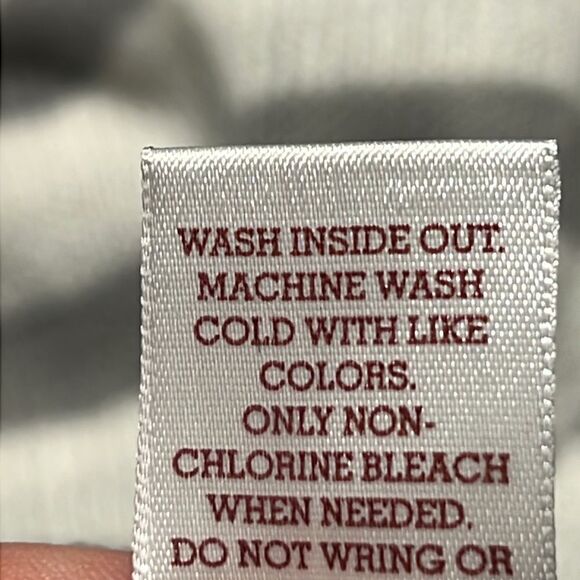 WASH INSIDE OUT.
MACHINE WASH
COLD WITH LIKE
COLORS.
ONLY NON-
CHLORINE BLEACH
WHEN NEEDED.
DO NOT WRING OR